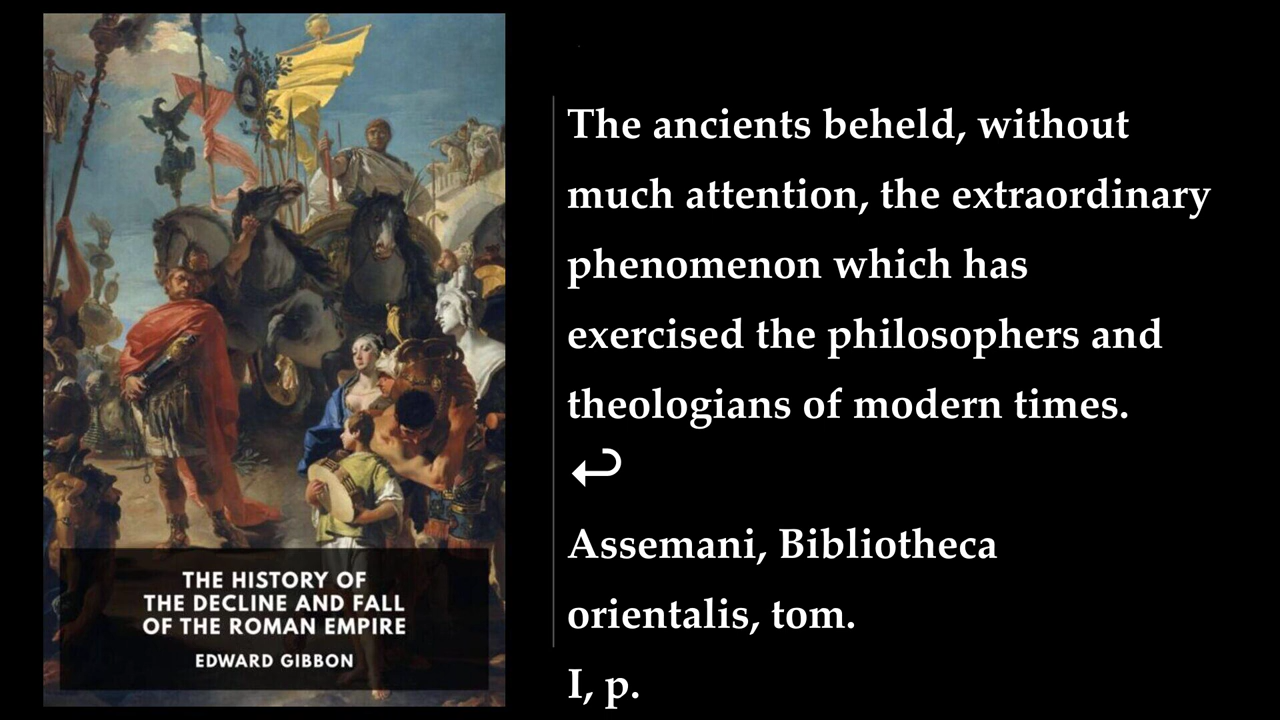 THE HISTORY OF
THE DECLINE AND FALL
OF THE ROMAN EMPIRE
EDWARD GIBBON
The ancients beheld, without
much attention, the extraordinary
phenomenon which has
exercised the philosophers and
theologians of modern times.
↩
Assemani, Bibliotheca
orientalis, tom.
I, p.